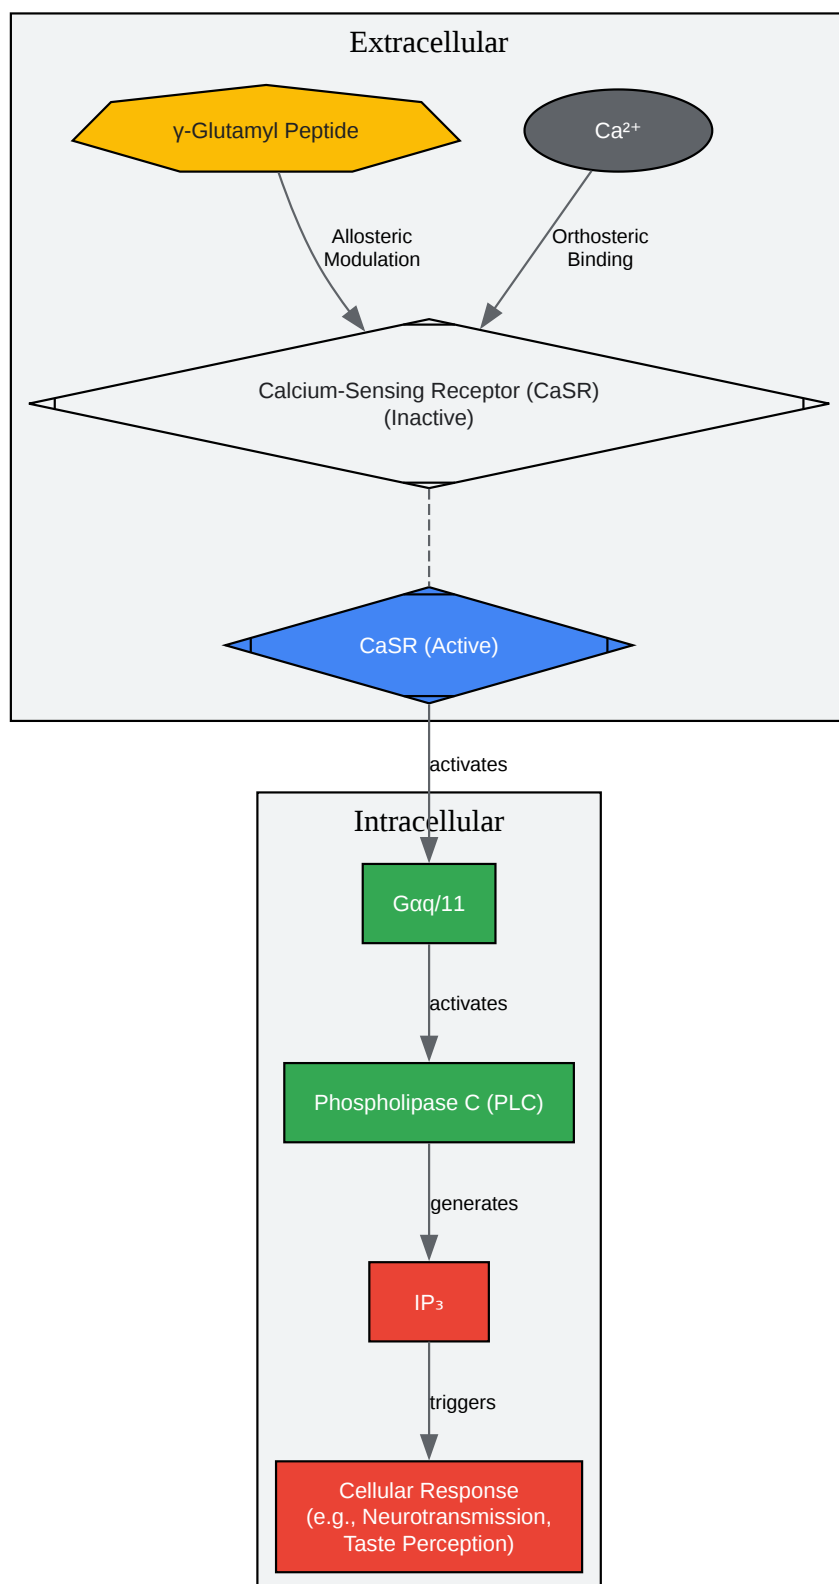 Extracellular
γ-Glutamyl Peptide
Ca²⁺
Allosteric
Modulation
Orthosteric
Binding
Calcium-Sensing Receptor (CaSR)
(Inactive)
CaSR (Active)
activates
Intracellular
Gαq/11
activates
Phospholipase C (PLC)
generates
IP₃
triggers
Cellular Response
(e.g., Neurotransmission,
Taste Perception)